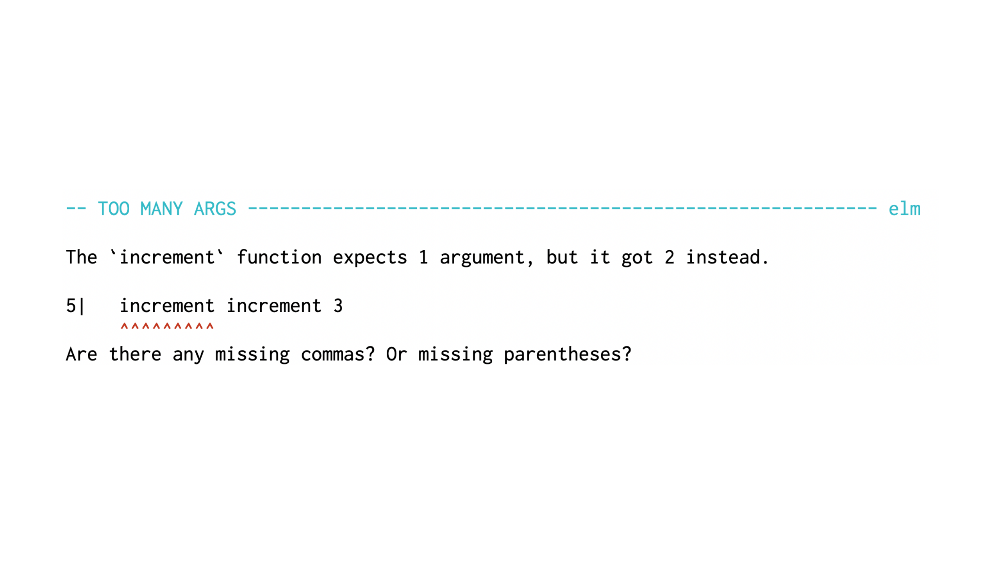 -- TOO MANY ARGS ----------------------------------------------------------- elm
The `increment` function expects 1 argument, but it got 2 instead.
5|   increment increment 3
     ^^^^^^^^^
Are there any missing commas? Or missing parentheses?